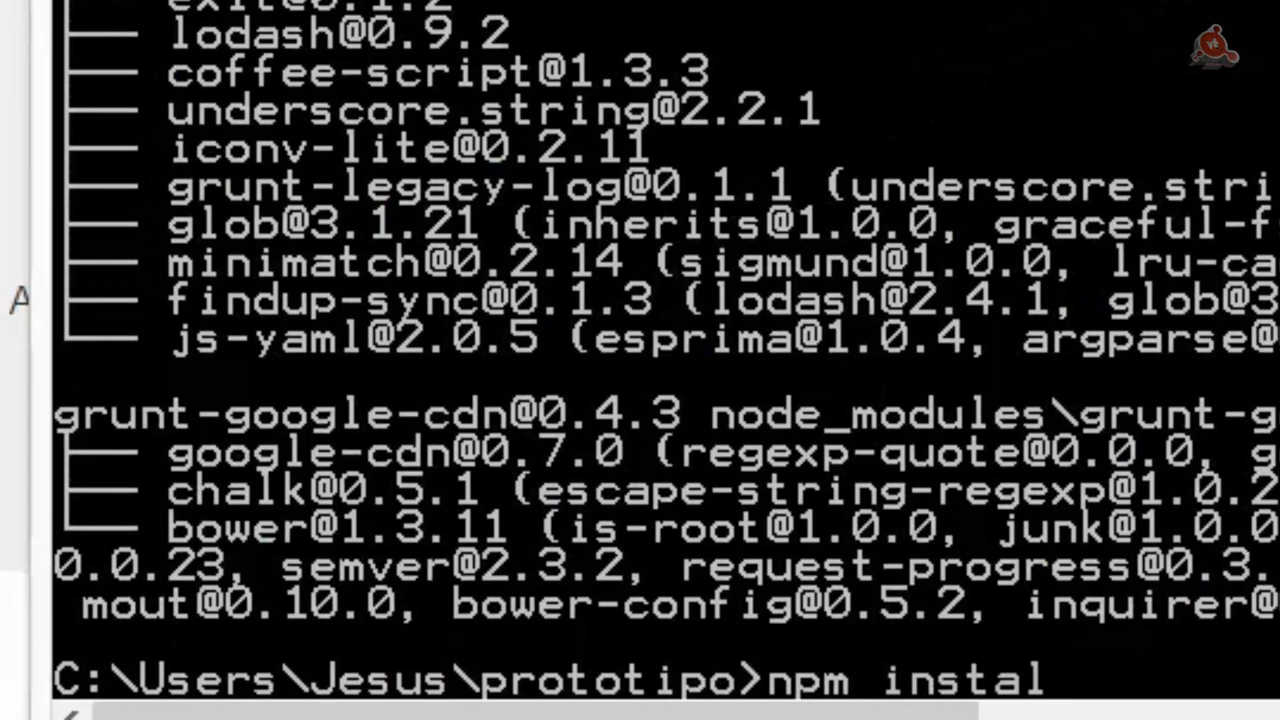 exit@0.1.2
lodash@0.9.2
coffee-script@1.3.3
underscore.string@2.2.1
iconv-lite@0.2.11
grunt-legacy-log@0.1.1 (underscore.stri
glob@3.1.21 (inherits@1.0.0, graceful-f
minimatch@0.2.14 (sigmund@1.0.0, lru-ca
A findup-sync@0.1.3 (lodash@2.4.1, glob@3
js-yaml@2.0.5 (esprima@1.0.4, argparse@
grunt-google-cdn@0.4.3 node_modules\grunt-g
google-cdn@0.7.0 (regexp-quote@0.0.0, g
chalk@0.5.1 (escape-string-regexp@1.0.2
bower@1.3.11 (is-root@1.0.0, junk@1.0.0
0.0.23, semver@2.3.2, request-progress@0.3.
mout@0.10.0, bower-config@0.5.2, inquirer@
C:\Users\Jesus\prototipo>npm instal